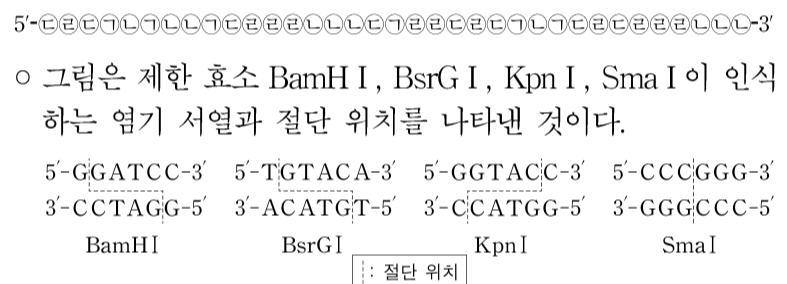 5′-㉢㉣㉢㉠㉡㉠㉡㉡㉠㉢㉣㉣㉣㉡㉡㉡㉢㉠㉣㉣㉢㉣㉢㉠㉡㉠㉢㉣㉢㉣㉣㉣㉡㉡㉡-3′
○ 그림은 제한 효소 BamHⅠ, BsrGⅠ, KpnⅠ, SmaⅠ이 인식
하는 염기 서열과 절단 위치를 나타낸 것이다.
5′-GGATCC-3′ 5′-TGTACA-3′ 5′-GGTACC-3′ 5′-CCCGGG-3′
3′-CCTAGG-5′ 3′-ACATGT-5′ 3′-CCATGG-5′ 3′-GGGCCC-5′
BamHⅠ BsrGⅠ KpnⅠ SmaⅠ
: 절단 위치